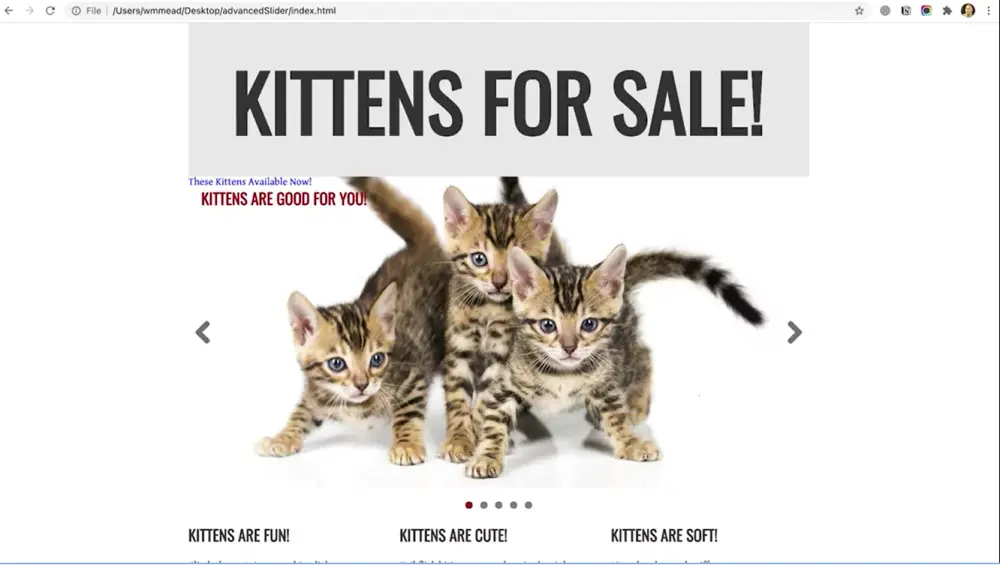 File
/Users/wmmead/Desktop/advancedSlider/index.html
KITTENS FOR SALE!
These Kittens Available Now!
KITTENS ARE GOOD FOR YOU!
KITTENS ARE FUN!
KITTENS ARE CUTE!
KITTENS ARE SOFT!